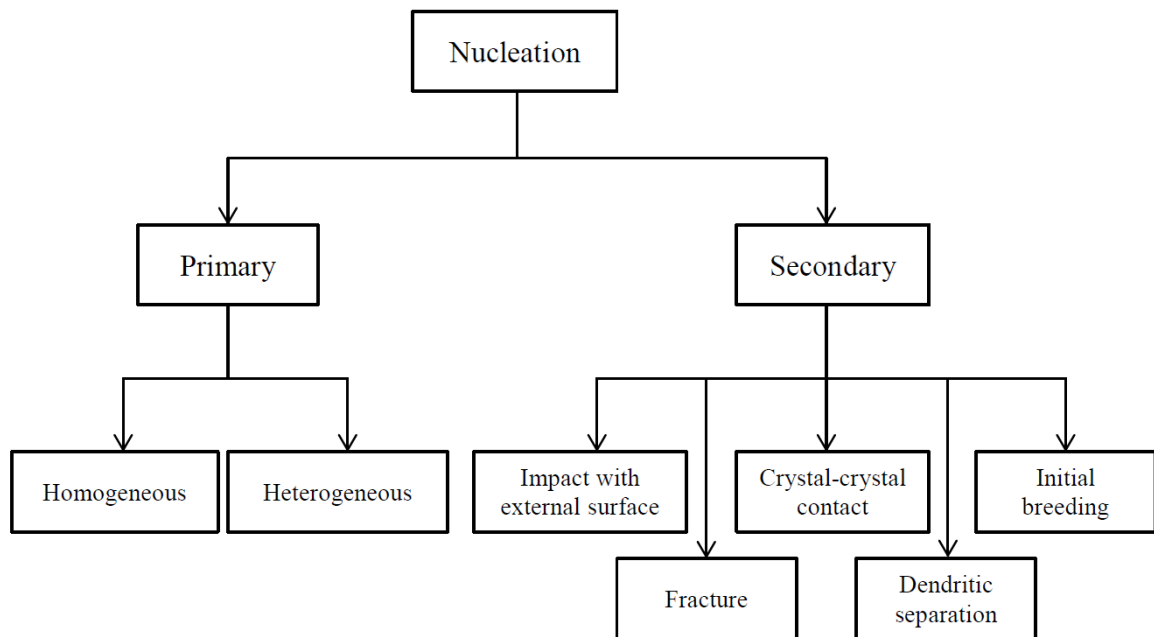 Nucleation
Primary
Secondary
Homogeneous
Heterogeneous
Impact with
external surface
Crystal-crystal
contact
Initial
breeding
Fracture
Dendritic
separation